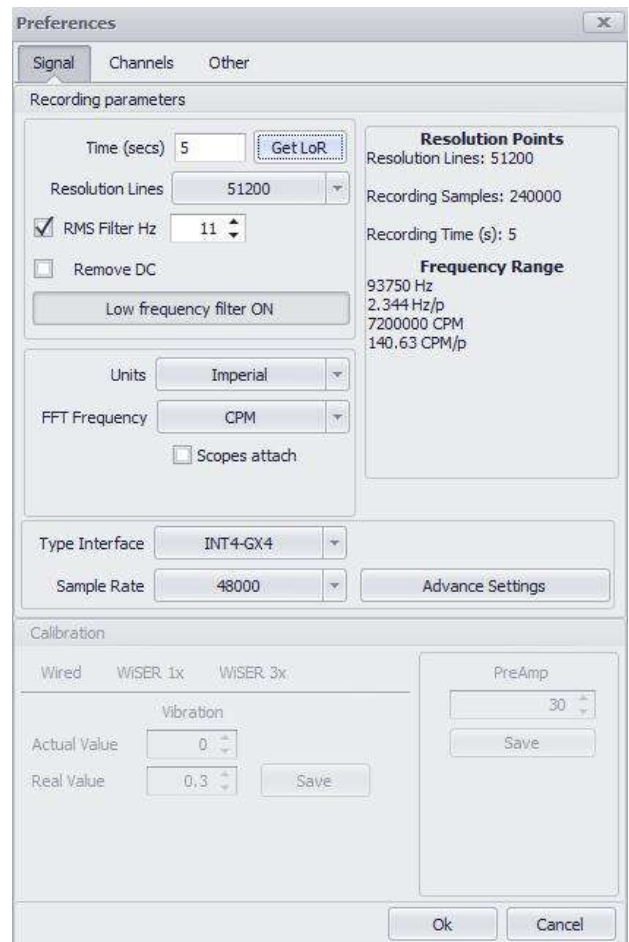 Preferences
Signal Channels Other
Recording parameters
Time (secs) 5 Get LoR
Resolution Lines 51200
RMS Filter Hz 11
Remove DC
Low frequency filter ON
Resolution Points
Resolution Lines: 51200
Recording Samples: 240000
Recording Time (s): 5
Frequency Range
93750 Hz
2.344 Hz/p
7200000 CPM
140.63 CPM/p
Units Imperial
FFT Frequency CPM
Scopes attach
Type Interface INT4-GX4
Sample Rate 48000 Advance Settings
Calibration
Wired WiSER 1x WiSER 3x
Vibration
Actual Value 0
Real Value 0.3 Save
PreAmp
30
Save
Ok Cancel